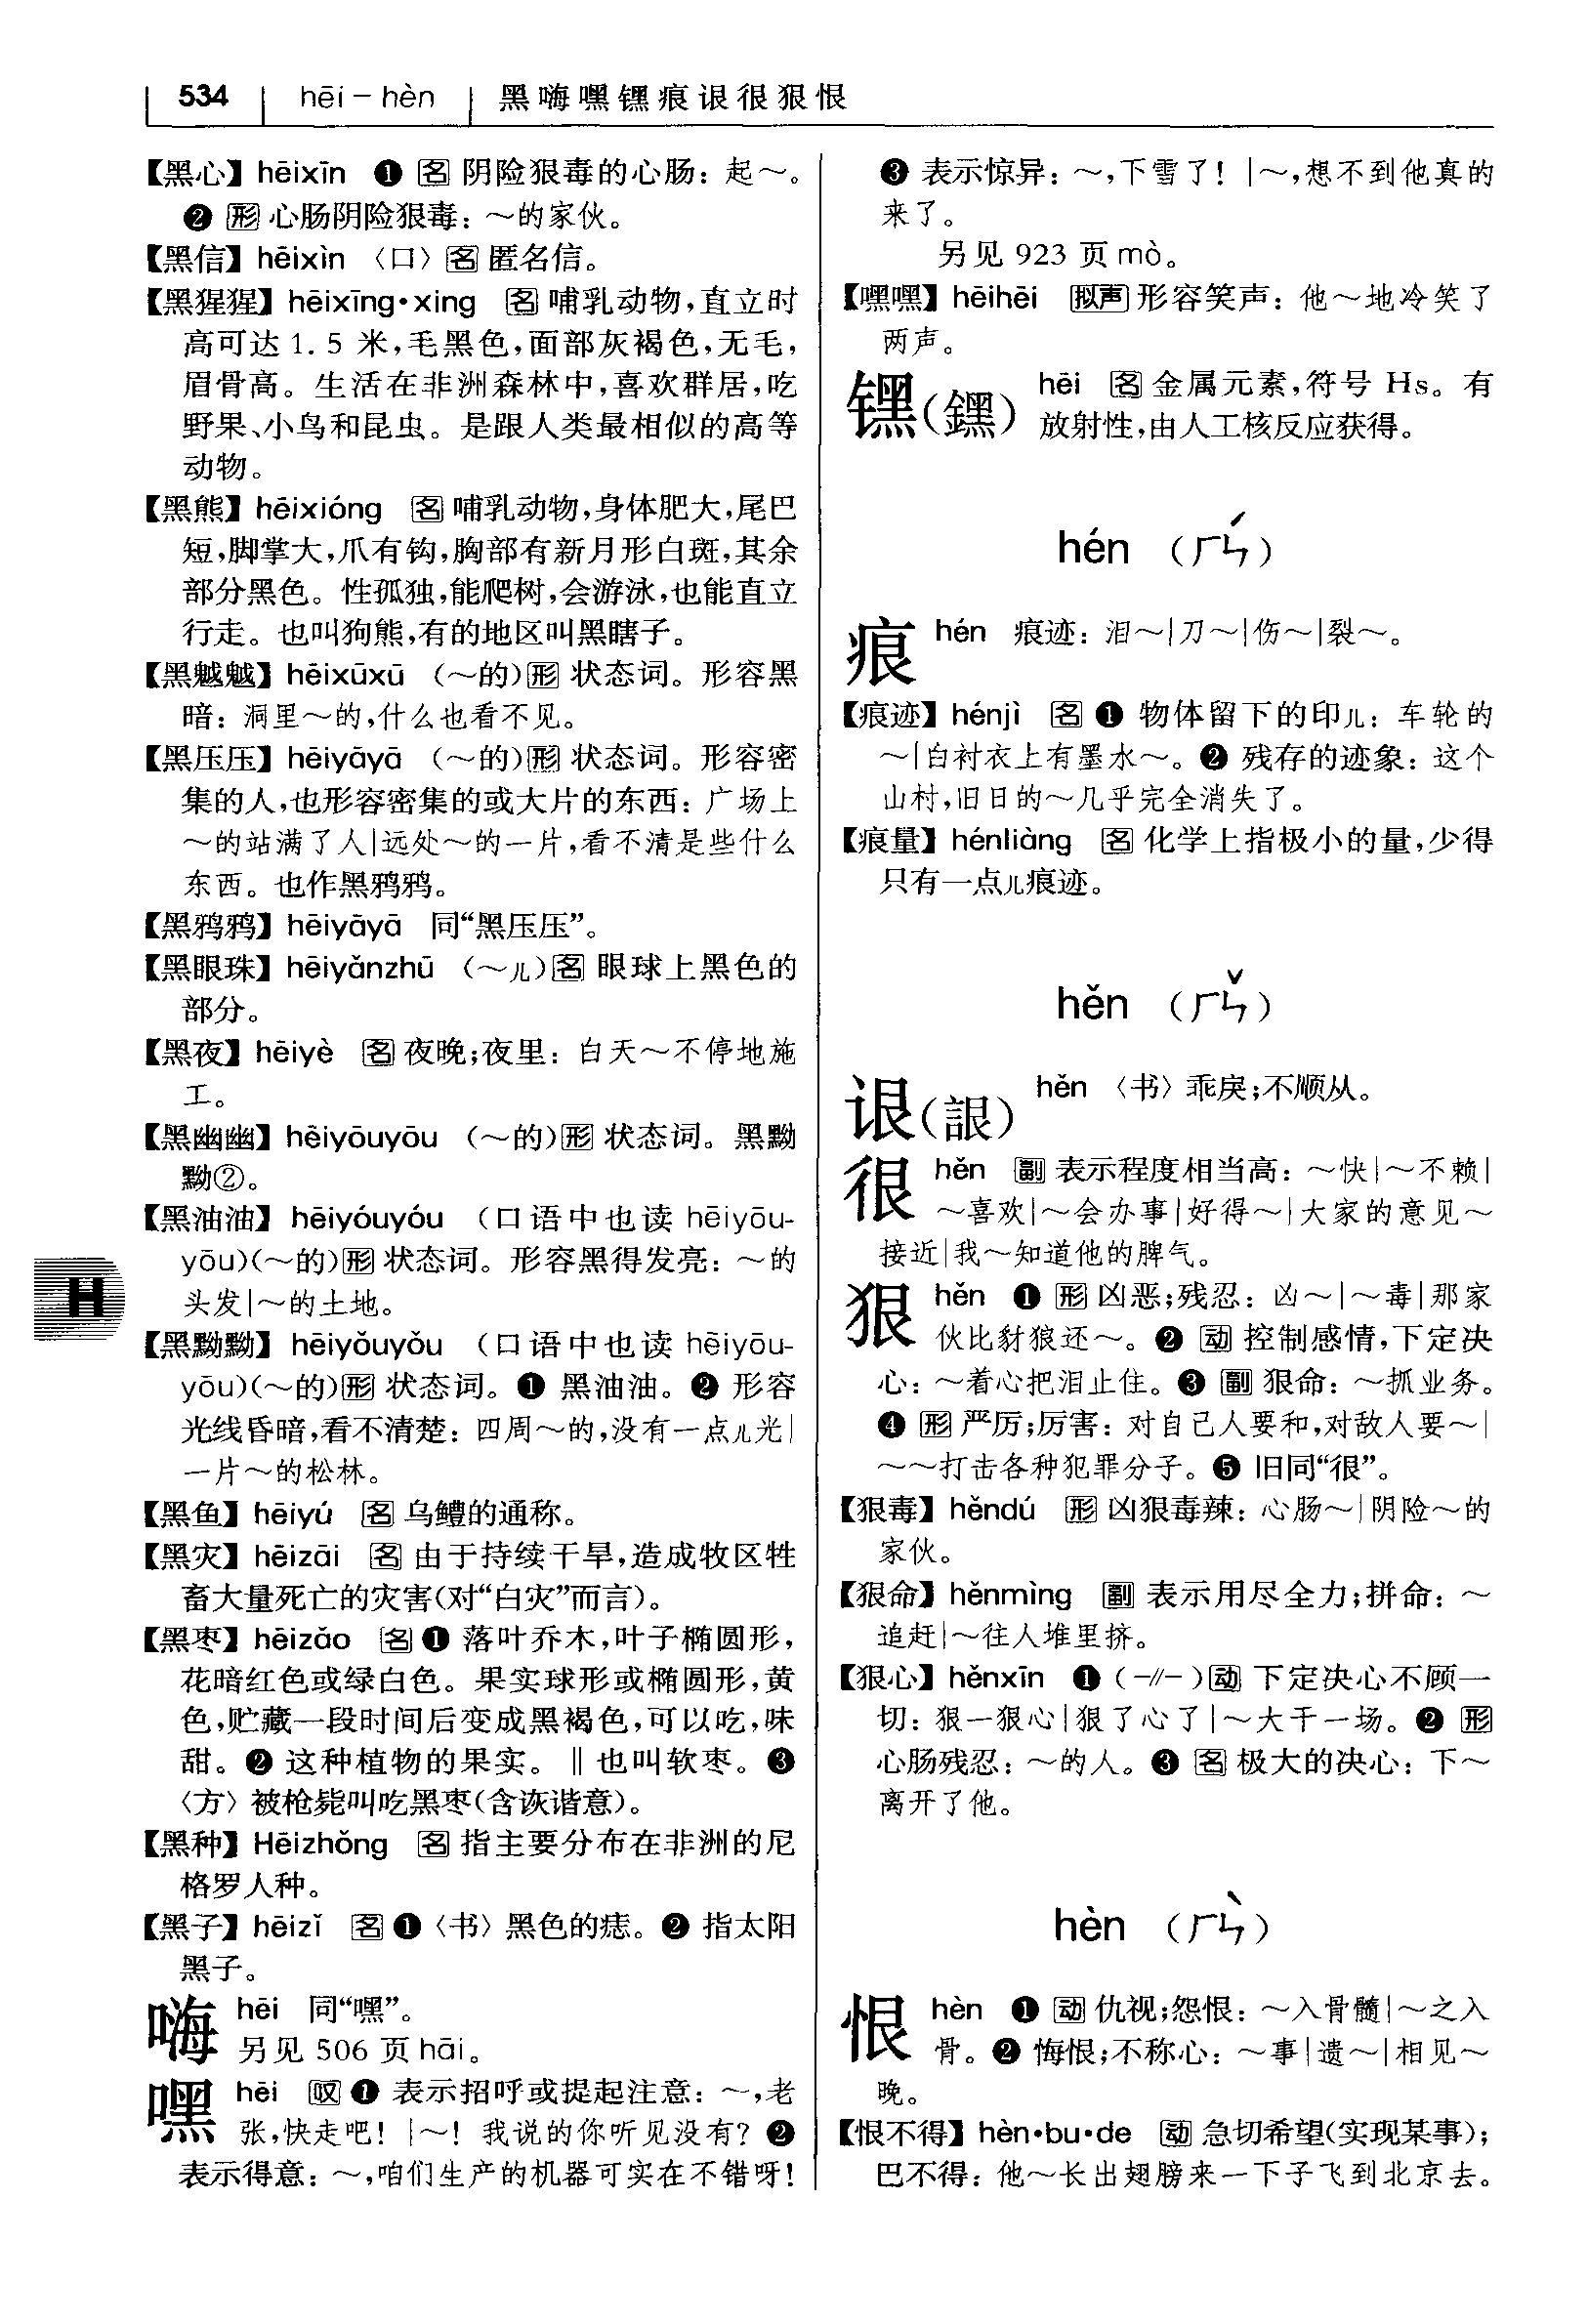 534 hēi－hèn 黑嗨嘿𬭶痕诶很狠恨
【黑心】hēixīn ❶ 名 阴险狠毒的心肠：起～。
❷ 形 心肠阴险狠毒：～的家伙。
【黑信】hēixìn 〈口〉名 匿名信。
【黑猩猩】hēixīng·xing 名 哺乳动物，直立时
高可达 1.5 米，毛黑色，面部灰褐色，无毛，
眉骨高。生活在非洲森林中，喜欢群居，吃
野果、小鸟和昆虫。是跟人类最相似的高等
动物。
【黑熊】hēixióng 名 哺乳动物，身体肥大，尾巴
短，脚掌大，爪有钩，胸部有新月形白斑，其余
部分黑色。性孤独，能爬树，会游泳，也能直立
行走。也叫狗熊，有的地区叫黑瞎子。
【黑魆魆】hēixūxū （～的）形 状态词。形容黑
暗：洞里～的，什么也看不见。
【黑压压】hēiyāyā （～的）形 状态词。形容密
集的人，也形容密集的或大片的东西：广场上
～的站满了人|远处～的一片，看不清是些什么
东西。也作黑鸦鸦。
【黑鸦鸦】hēiyāyā 同“黑压压”。
【黑眼珠】hēiyǎnzhū （～儿）名 眼球上黑色的
部分。
【黑夜】hēiyè 名 夜晚；夜里：白天～不停地施
工。
【黑幽幽】hēiyōuyōu （～的）形 状态词。黑黝
黝②。
【黑油油】hēiyóuyóu （口语中也读 hēiyōu-
yōu）（～的）形 状态词。形容黑得发亮：～的
头发|～的土地。
【黑黝黝】hēiyǒuyǒu （口语中也读 hēiyōu-
yōu）（～的）形 状态词。❶ 黑油油。❷ 形容
光线昏暗，看不清楚：四周～的，没有一点儿光|
一片～的松林。
【黑鱼】hēiyú 名 乌鳢的通称。
【黑灾】hēizāi 名 由于持续干旱，造成牧区牲
畜大量死亡的灾害（对“白灾”而言）。
【黑枣】hēizǎo 名 ❶ 落叶乔木，叶子椭圆形，
花暗红色或绿白色。果实球形或椭圆形，黄
色，贮藏一段时间后变成黑褐色，可以吃，味
甜。❷ 这种植物的果实。‖也叫软枣。❸
〈方〉被枪毙叫吃黑枣（含诙谐意）。
【黑种】Hēizhǒng 名 指主要分布在非洲的尼
格罗人种。
【黑子】hēizǐ 名 ❶〈书〉黑色的痣。❷ 指太阳
黑子。
嗨 hēi 同“嘿”。
另见 506 页 hāi。
嘿 hēi 叹 ❶ 表示招呼或提起注意：～，老
张，快走吧！|～！我说的你听见没有？❷
表示得意：～，咱们生产的机器可实在不错呀！
H
❸ 表示惊异：～，下雪了！|～，想不到他真的
来了。
另见 923 页 mò。
【嘿嘿】hēihēi 拟声 形容笑声：他～地冷笑了
两声。
𬭶（鐰） hēi 名 金属元素，符号 Hs。有
放射性，由人工核反应获得。
hén （ㄏㄣˊ）
痕 hén 痕迹：泪～|刀～|伤～|裂～。
【痕迹】hénjì 名 ❶ 物体留下的印儿：车轮的
～|白衬衣上有墨水～。❷ 残存的迹象：这个
山村，旧日的～几乎完全消失了。
【痕量】hénliàng 名 化学上指极小的量，少得
只有一点儿痕迹。
hěn （ㄏㄣˇ）
诶（詪） hěn 〈书〉乖戾；不顺从。
很 hěn 副 表示程度相当高：～快|～不赖|
～喜欢|～会办事|好得～|大家的意见～
接近|我～知道他的脾气。
狠 hěn ❶ 形 凶恶；残忍：凶～|～毒|那家
伙比豺狼还～。❷ 动 控制感情，下定决
心：～着心把泪止住。❸ 副 狠命：～抓业务。
❹ 形 严厉；厉害：对自己人要和，对敌人要～|
～～打击各种犯罪分子。❺ 旧同“很”。
【狠毒】hěndú 形 凶狠毒辣：心肠～|阴险～的
家伙。
【狠命】hěnmìng 副 表示用尽全力；拼命：～
追赶|～往人堆里挤。
【狠心】hěnxīn ❶（-∥-）动 下定决心不顾一
切：狠一狠心|狠了心了|～大干一场。❷ 形
心肠残忍：～的人。❸ 名 极大的决心：下～
离开了他。
hèn （ㄏㄣˋ）
恨 hèn ❶ 动 仇视；怨恨：～入骨髓|～之入
骨。❷ 悔恨；不称心：～事|遗～|相见～
晚。
【恨不得】hèn·bu·de 动 急切希望（实现某事）；
巴不得：他～长出翅膀来一下子飞到北京去。